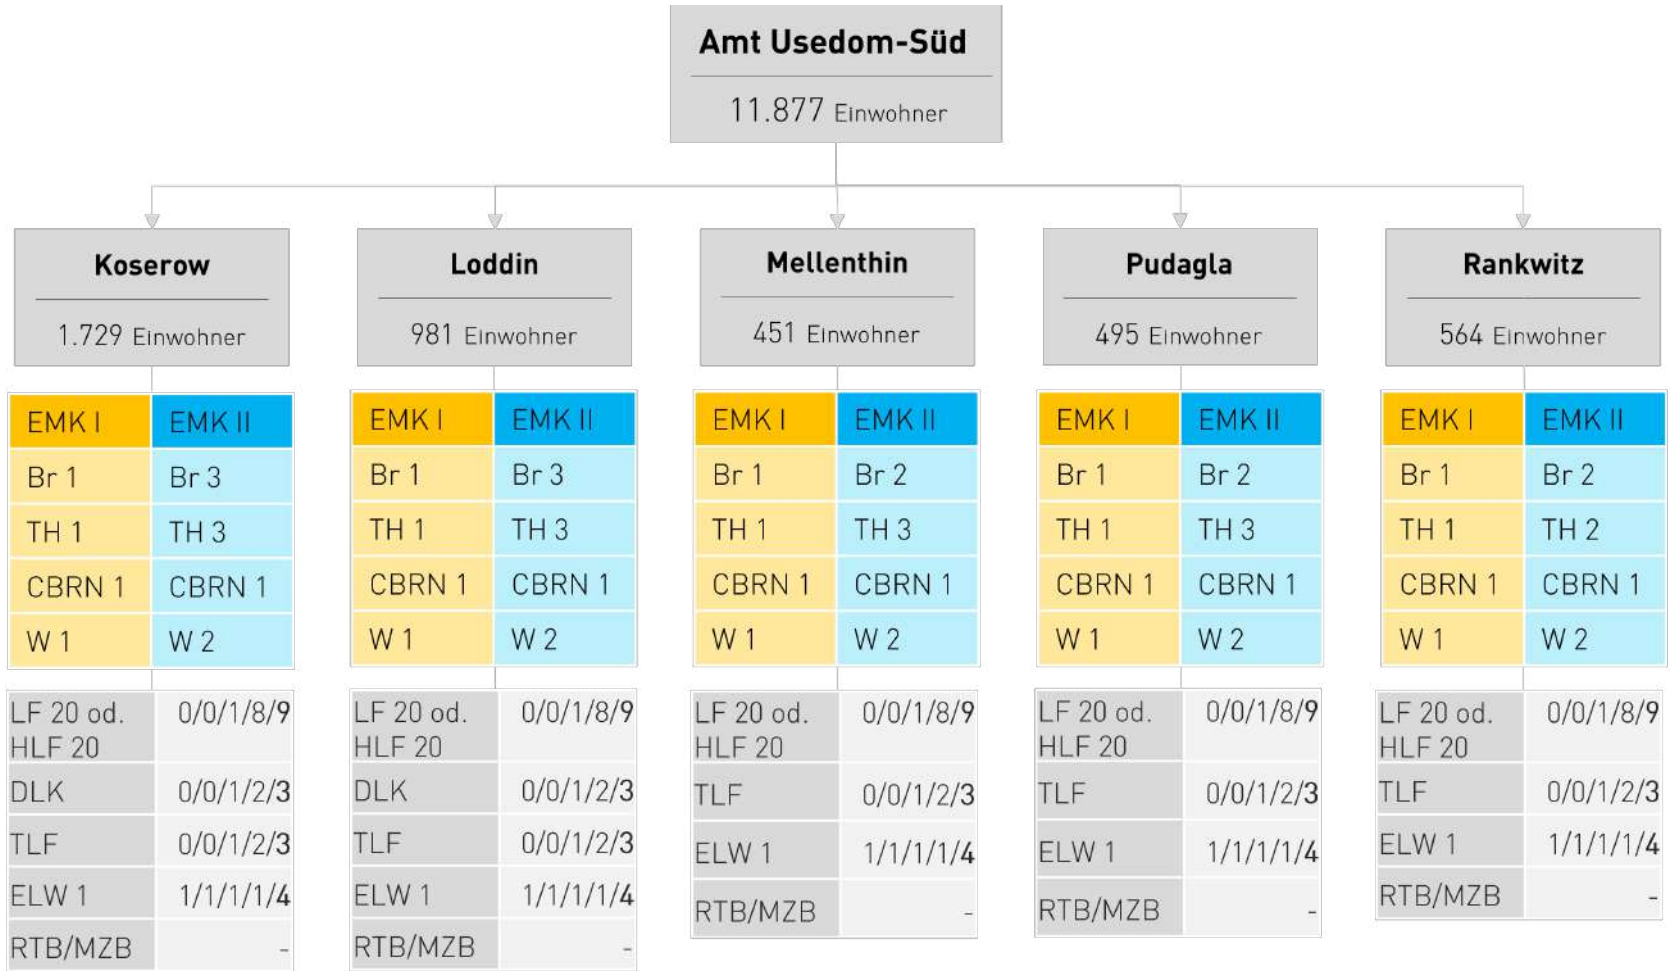 Amt Usedom-Süd
11.877 Einwohner
Koserow
1.729 Einwohner
EMK I EMK II
Br 1 Br 3
TH 1 TH 3
CBRN 1 CBRN 1
W 1 W 2
LF 20 od. 0/0/1/8/9
HLF 20
DLK 0/0/1/2/3
TLF 0/0/1/2/3
ELW 1 1/1/1/1/4
RTB/MZB -
Loddin
981 Einwohner
EMK I EMK II
Br 1 Br 3
TH 1 TH 3
CBRN 1 CBRN 1
W 1 W 2
LF 20 od. 0/0/1/8/9
HLF 20
DLK 0/0/1/2/3
TLF 0/0/1/2/3
ELW 1 1/1/1/1/4
RTB/MZB -
Mellenthin
451 Einwohner
EMK I EMK II
Br 1 Br 2
TH 1 TH 3
CBRN 1 CBRN 1
W 1 W 2
LF 20 od. 0/0/1/8/9
HLF 20
TLF 0/0/1/2/3
ELW 1 1/1/1/1/4
RTB/MZB -
Pudagla
495 Einwohner
EMK I EMK II
Br 1 Br 2
TH 1 TH 3
CBRN 1 CBRN 1
W 1 W 2
LF 20 od. 0/0/1/8/9
HLF 20
TLF 0/0/1/2/3
ELW 1 1/1/1/1/4
RTB/MZB -
Rankwitz
564 Einwohner
EMK I EMK II
Br 1 Br 2
TH 1 TH 2
CBRN 1 CBRN 1
W 1 W 2
LF 20 od. 0/0/1/8/9
HLF 20
TLF 0/0/1/2/3
ELW 1 1/1/1/1/4
RTB/MZB -